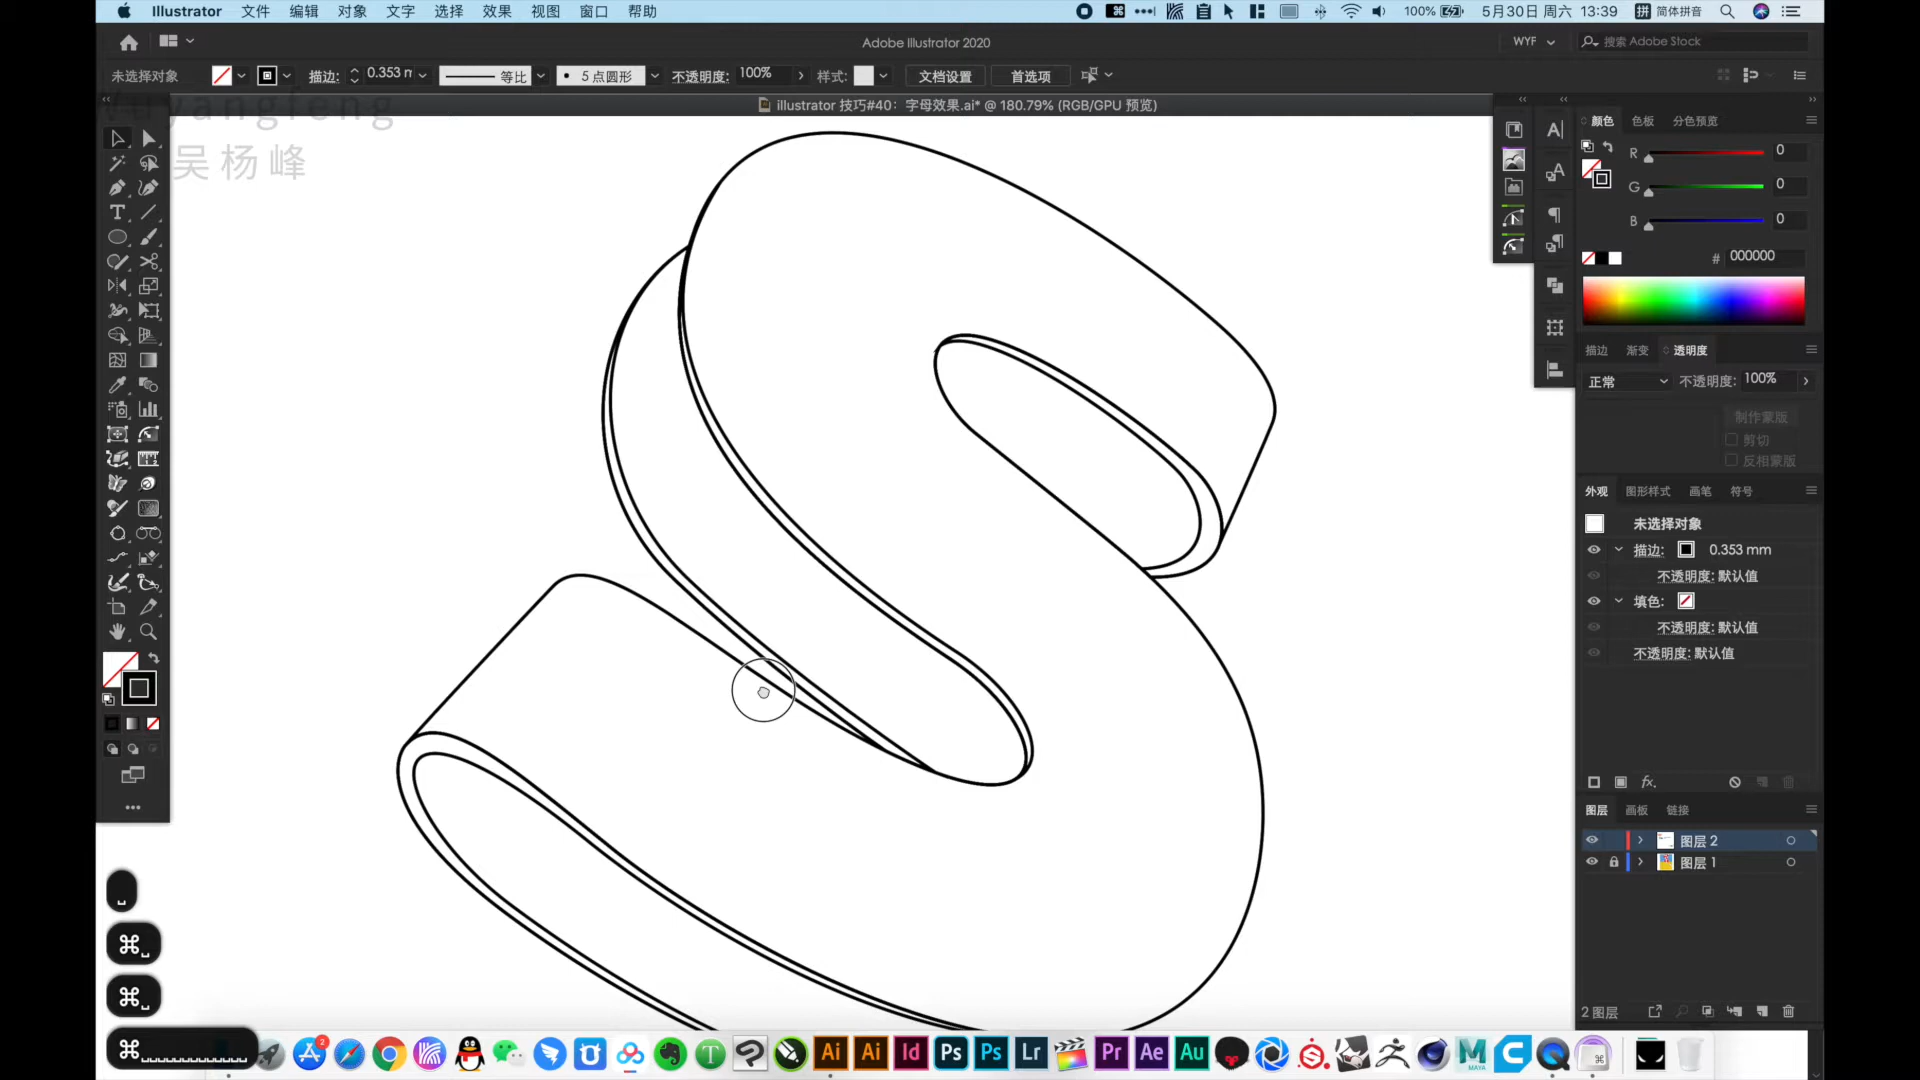 Illustrator 文件 编辑 对象 文字 选择 效果 视图 窗口 帮助
100% 5月30日 周六 13:39 拼 简体拼音
Adobe Illustrator 2020
WYF
搜索 Adobe Stock
未选择对象 描边: 0.353 m 等比 5 点圆形 不透明度: 100% 样式: 文档设置 首选项
illustrator 技巧#40：字母效果.ai* @ 180.79% (RGB/GPU 预览)
Wuyangfeng
吴杨峰
颜色 色板 分色预览
R 0
G 0
B 0
# 000000
描边 渐变 透明度
正常 不透明度: 100%
制作蒙版
剪切
反相蒙版
外观 图形样式 画笔 符号
未选择对象
描边: 0.353 mm
不透明度: 默认值
填色:
不透明度: 默认值
不透明度: 默认值
fx.
图层 画板 链接
图层 2
图层 1
2 图层
⌘
⌘
⌘
2
T
Ai Ai Id Ps Ps Lr Pr Ae Au
M
MAYA
C
⌘